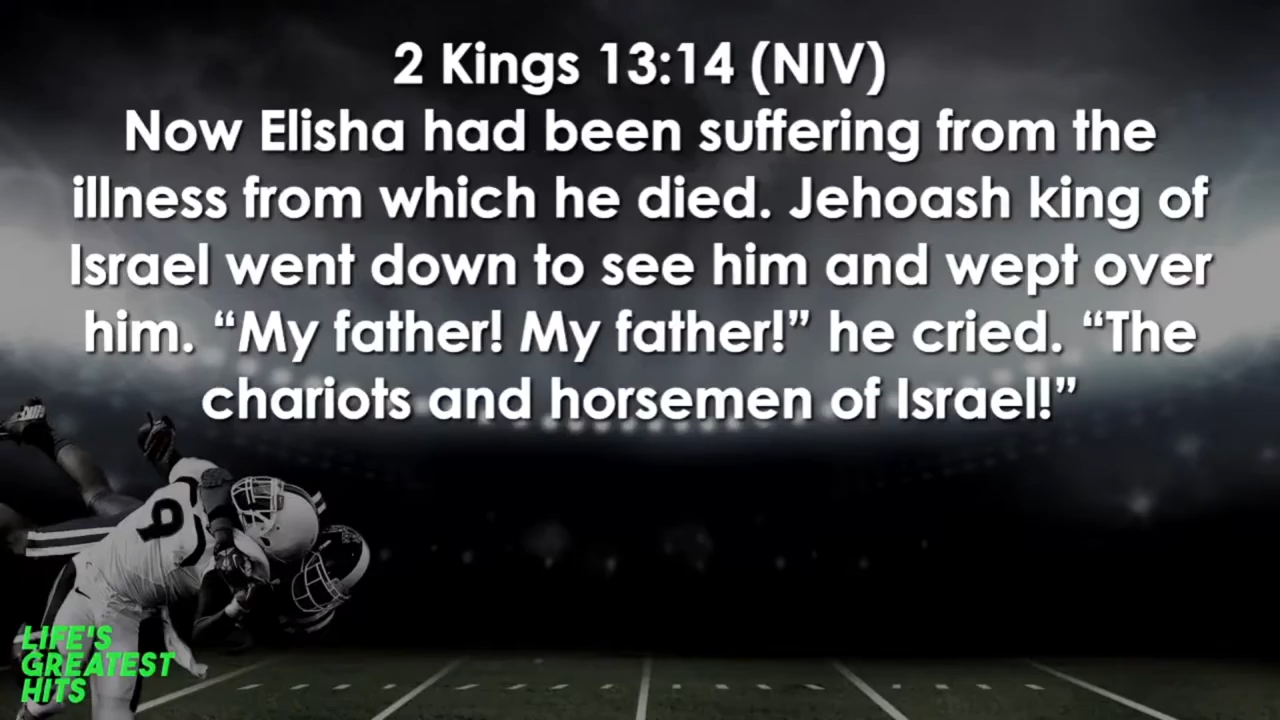 2 Kings 13:14 (NIV)
Now Elisha had been suffering from the
illness from which he died. Jehoash king of
Israel went down to see him and wept over
him. “My father! My father!” he cried. “The
chariots and horsemen of Israel!”
9
LIFE'S
GREATEST
HITS